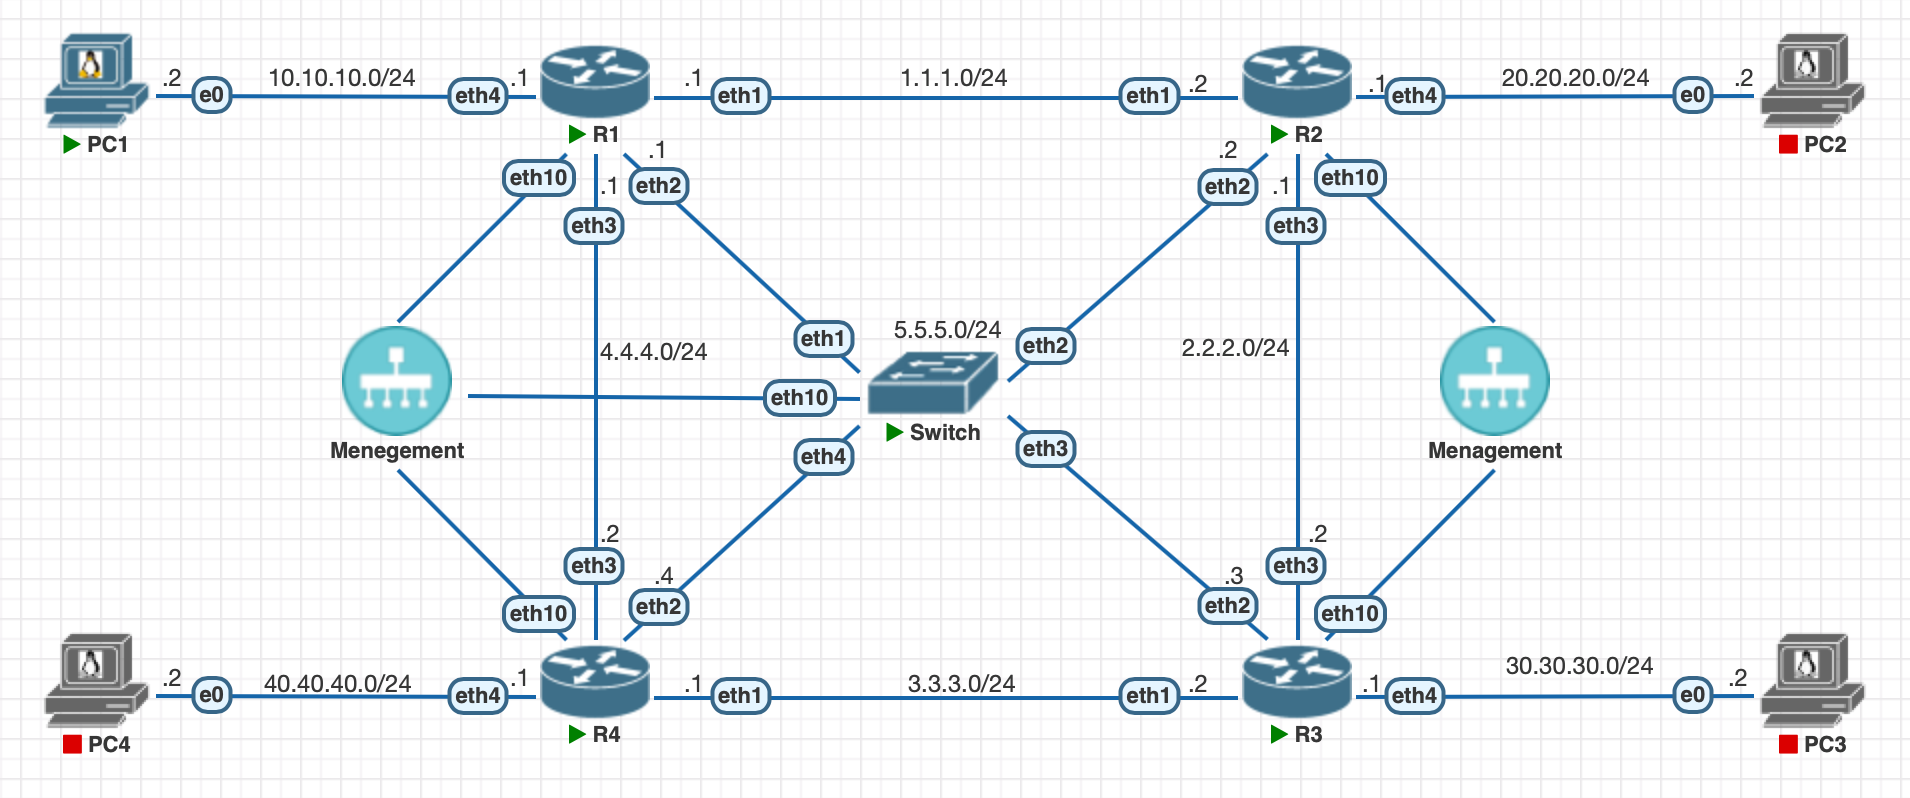 .2 e0 10.10.10.0/24 eth4 .1
.1 eth1 1.1.1.0/24 eth1 .2
.1 eth4 20.20.20.0/24 e0 .2
PC1
R1
R2
PC2
eth10
.1
eth3
.1
eth2
.2
eth2
.1
eth3
eth10
4.4.4.0/24
eth1
5.5.5.0/24
eth2
2.2.2.0/24
eth10
Switch
Menegement
Menagement
eth4
eth3
.2
eth3
.4
eth2
eth10
.3
eth2
.2
eth3
eth10
.2 e0 40.40.40.0/24 eth4 .1
.1 eth1 3.3.3.0/24 eth1 .2
.1 eth4 30.30.30.0/24 e0 .2
PC4
R4
R3
PC3